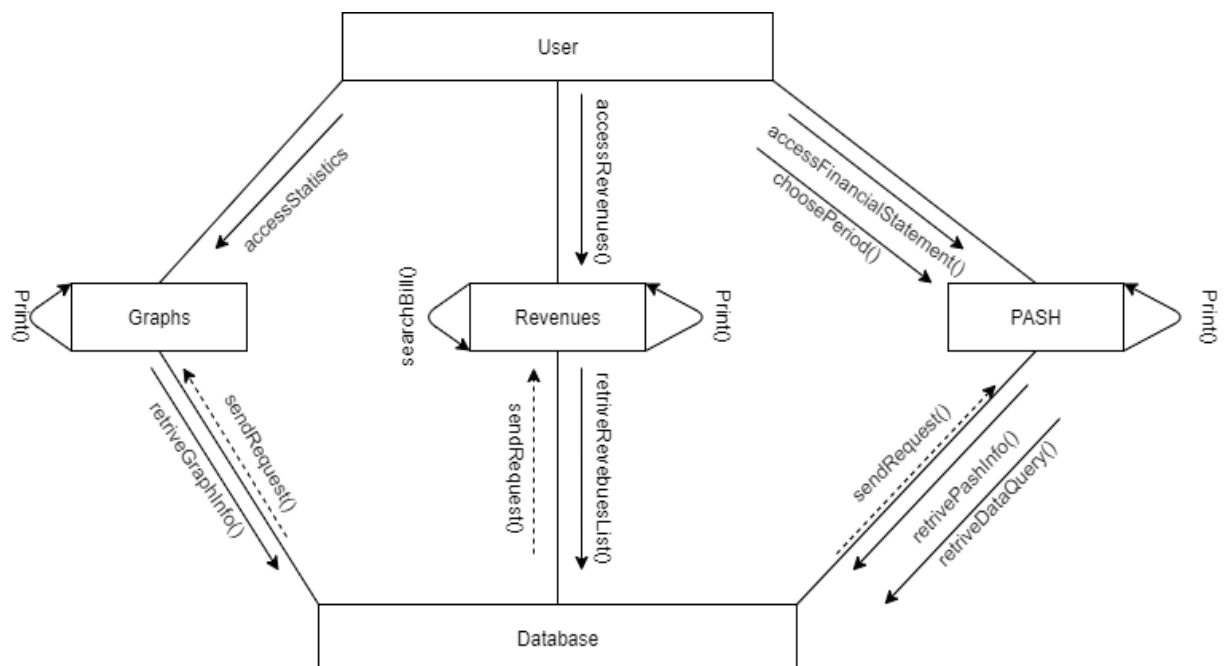 User
accessStatistics
accessRevenues()
accessFinancialStatement()
choosePeriod()
Print()
Graphs
searchBill()
Revenues
Print()
PASH
Print()
retriveGraphInfo()
sendRequest()
sendRequest()
retriveRevebuesList()
sendRequest()
retrivePashInfo()
retriveDataQuery()
Database